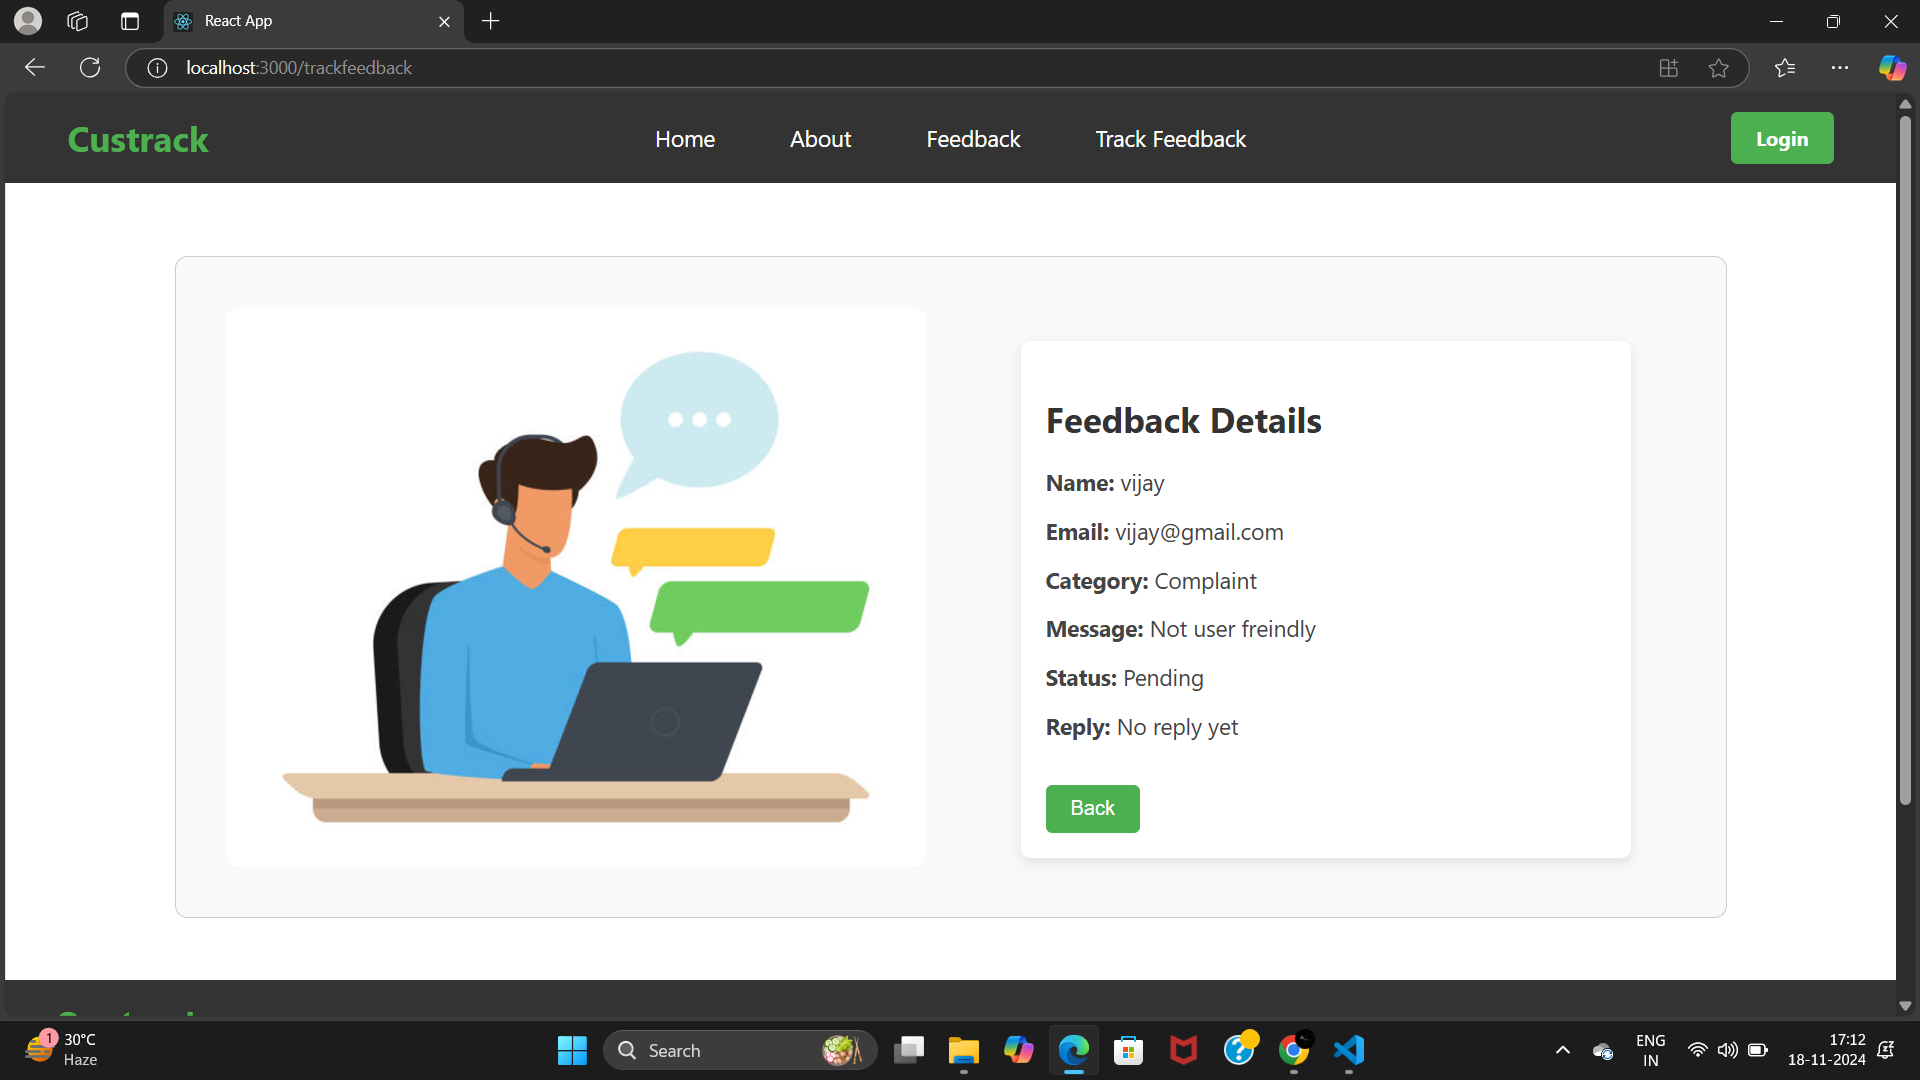 React App
localhost:3000/trackfeedback
Custrack
Home About Feedback Track Feedback
Login
Feedback Details
Name: vijay
Email: vijay@gmail.com
Category: Complaint
Message: Not user freindly
Status: Pending
Reply: No reply yet
Back
1
30°C
Haze
Search
ENG
IN
17:12
18-11-2024